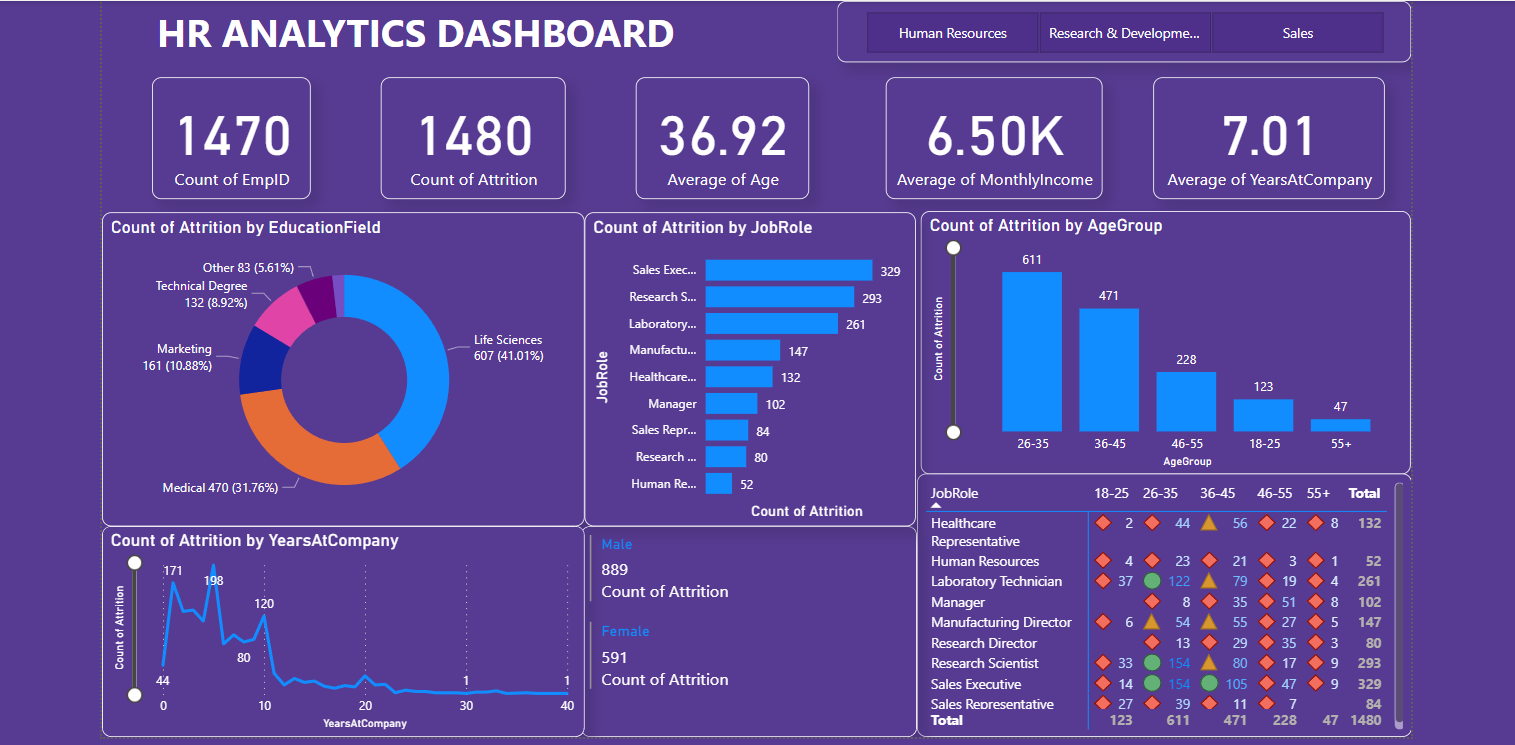 HR ANALYTICS DASHBOARD
Human Resources
Research & Developme...
Sales
1470
Count of EmpID
1480
Count of Attrition
36.92
Average of Age
6.50K
Average of MonthlyIncome
7.01
Average of YearsAtCompany
Count of Attrition by EducationField
Other 83 (5.61%)
Technical Degree
132 (8.92%)
Marketing
161 (10.88%)
Life Sciences
607 (41.01%)
Medical 470 (31.76%)
Count of Attrition by JobRole
JobRole
Sales Exec... 329
Research S... 293
Laboratory... 261
Manufactu... 147
Healthcare... 132
Manager 102
Sales Repr... 84
Research ... 80
Human Re... 52
Count of Attrition
Count of Attrition by AgeGroup
Count of Attrition
611
471
228
123
47
26-35 36-45 46-55 18-25 55+
AgeGroup
Count of Attrition by YearsAtCompany
Count of Attrition
171
198
120
80
44
1
1
0 10 20 30 40
YearsAtCompany
Male
889
Count of Attrition
Female
591
Count of Attrition
JobRole 18-25 26-35 36-45 46-55 55+ Total
Healthcare 2 44 56 22 8 132
Representative
Human Resources 4 23 21 3 1 52
Laboratory Technician 37 122 79 19 4 261
Manager 8 35 51 8 102
Manufacturing Director 6 54 55 27 5 147
Research Director 13 29 35 3 80
Research Scientist 33 154 80 17 9 293
Sales Executive 14 154 105 47 9 329
Sales Representative 27 39 11 7 84
Total 123 611 471 228 47 1480